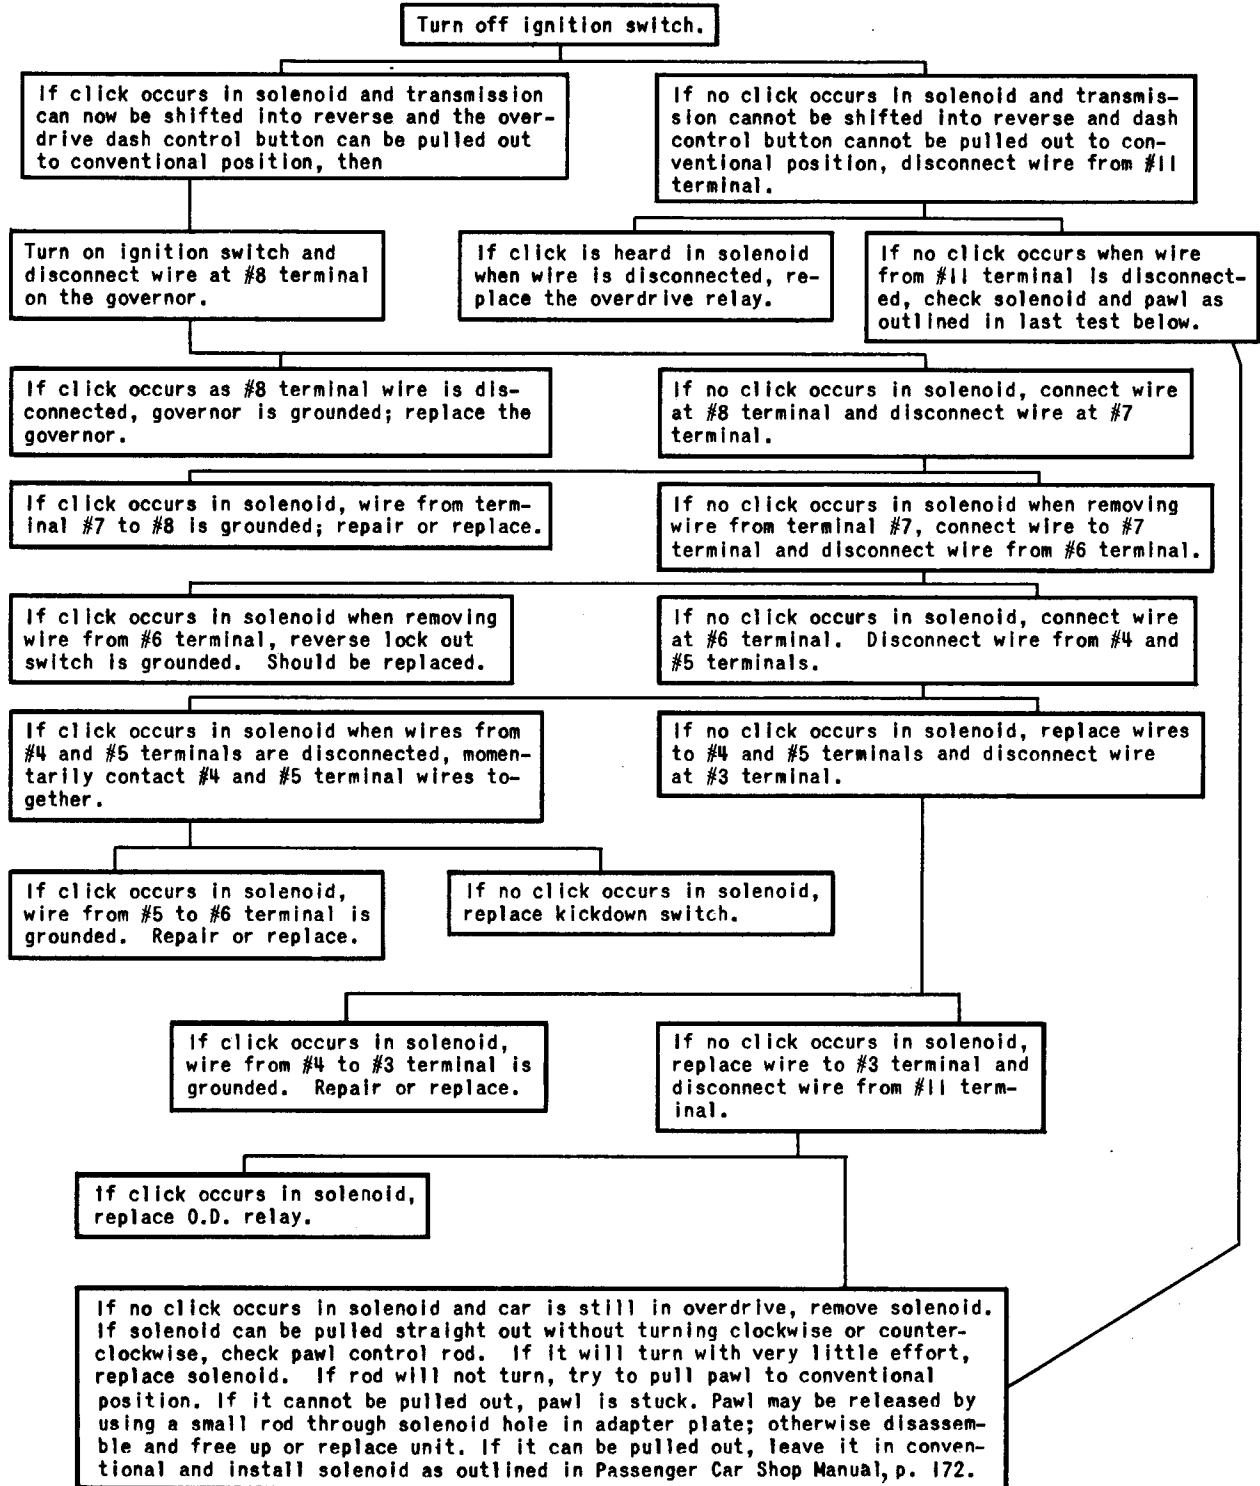 Turn off ignition switch.
If click occurs in solenoid and transmission
can now be shifted into reverse and the over-
drive dash control button can be pulled out
to conventional position, then
If no click occurs in solenoid and transmis-
sion cannot be shifted into reverse and dash
control button cannot be pulled out to con-
ventional position, disconnect wire from #11
terminal.
Turn on ignition switch and
disconnect wire at #8 terminal
on the governor.
If click is heard in solenoid
when wire is disconnected, re-
place the overdrive relay.
If no click occurs when wire
from #11 terminal is disconnect-
ed, check solenoid and pawl as
outlined in last test below.
If click occurs as #8 terminal wire is dis-
connected, governor is grounded; replace the
governor.
If no click occurs in solenoid, connect wire
at #8 terminal and disconnect wire at #7
terminal.
If click occurs in solenoid, wire from term-
inal #7 to #8 is grounded; repair or replace.
If no click occurs in solenoid when removing
wire from terminal #7, connect wire to #7
terminal and disconnect wire from #6 terminal.
If click occurs in solenoid when removing
wire from #6 terminal, reverse lock out
switch is grounded. Should be replaced.
If no click occurs in solenoid, connect wire
at #6 terminal. Disconnect wire from #4 and
#5 terminals.
If click occurs in solenoid when wires from
#4 and #5 terminals are disconnected, momen-
tarily contact #4 and #5 terminal wires to-
gether.
If no click occurs in solenoid, replace wires
to #4 and #5 terminals and disconnect wire
at #3 terminal.
If click occurs in solenoid,
wire from #5 to #6 terminal is
grounded. Repair or replace.
If no click occurs in solenoid,
replace kickdown switch.
If click occurs in solenoid,
wire from #4 to #3 terminal is
grounded. Repair or replace.
If no click occurs in solenoid,
replace wire to #3 terminal and
disconnect wire from #11 term-
inal.
If click occurs in solenoid,
replace O.D. relay.
If no click occurs in solenoid and car is still in overdrive, remove solenoid.
If solenoid can be pulled straight out without turning clockwise or counter-
clockwise, check pawl control rod. If it will turn with very little effort,
replace solenoid. If rod will not turn, try to pull pawl to conventional
position. If it cannot be pulled out, pawl is stuck. Pawl may be released by
using a small rod through solenoid hole in adapter plate; otherwise disassem-
ble and free up or replace unit. If it can be pulled out, leave it in conven-
tional and install solenoid as outlined in Passenger Car Shop Manual, p. 172.